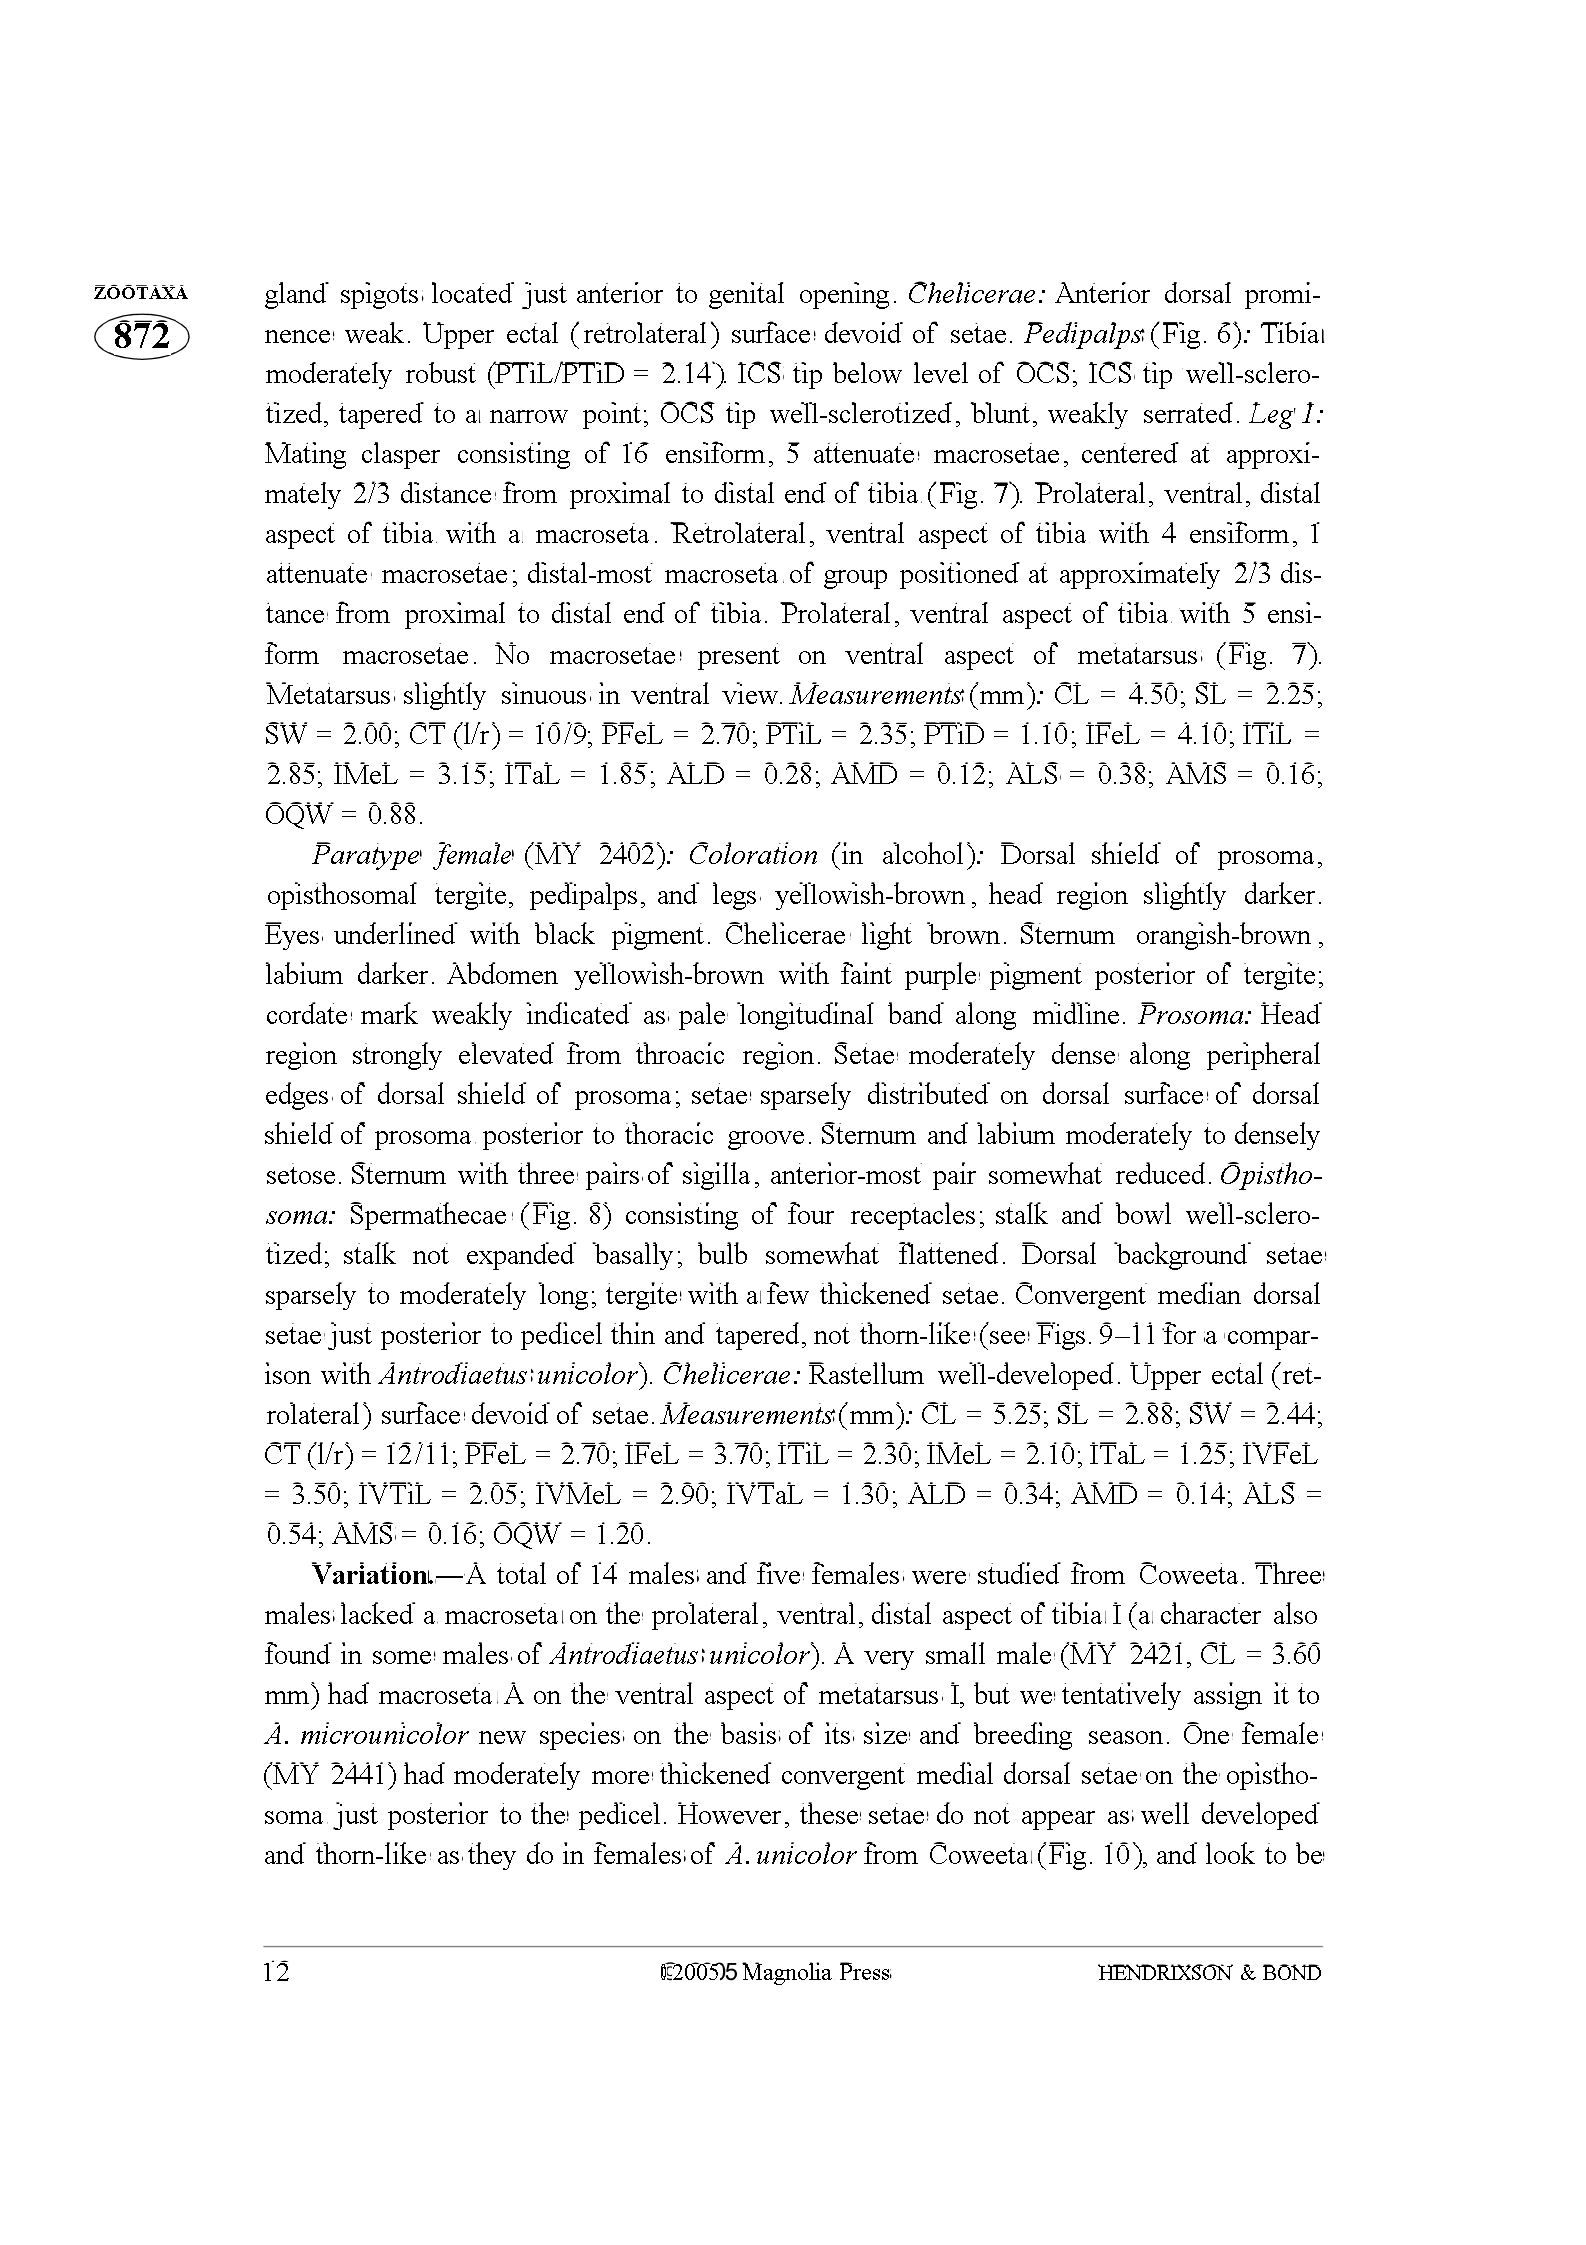 ZOOTAXA
872
gland spigots located just anterior to genital opening. Chelicerae: Anterior dorsal promi-
nence weak. Upper ectal (retrolateral) surface devoid of setae. Pedipalps (Fig. 6): Tibia
moderately robust (PTiL/PTiD = 2.14). ICS tip below level of OCS; ICS tip well-sclero-
tized, tapered to a narrow point; OCS tip well-sclerotized, blunt, weakly serrated. Leg I:
Mating clasper consisting of 16 ensiform, 5 attenuate macrosetae, centered at approxi-
mately 2/3 distance from proximal to distal end of tibia (Fig. 7). Prolateral, ventral, distal
aspect of tibia with a macroseta. Retrolateral, ventral aspect of tibia with 4 ensiform, 1
attenuate macrosetae; distal-most macroseta of group positioned at approximately 2/3 dis-
tance from proximal to distal end of tibia. Prolateral, ventral aspect of tibia with 5 ensi-
form macrosetae. No macrosetae present on ventral aspect of metatarsus (Fig. 7).
Metatarsus slightly sinuous in ventral view. Measurements (mm): CL = 4.50; SL = 2.25;
SW = 2.00; CT (l/r) = 10/9; PFeL = 2.70; PTiL = 2.35; PTiD = 1.10; IFeL = 4.10; ITiL =
2.85; IMeL = 3.15; ITaL = 1.85; ALD = 0.28; AMD = 0.12; ALS = 0.38; AMS = 0.16;
OQW = 0.88.
Paratype female (MY 2402): Coloration (in alcohol): Dorsal shield of prosoma,
opisthosomal tergite, pedipalps, and legs yellowish-brown, head region slightly darker.
Eyes underlined with black pigment. Chelicerae light brown. Sternum orangish-brown,
labium darker. Abdomen yellowish-brown with faint purple pigment posterior of tergite;
cordate mark weakly indicated as pale longitudinal band along midline. Prosoma: Head
region strongly elevated from throacic region. Setae moderately dense along peripheral
edges of dorsal shield of prosoma; setae sparsely distributed on dorsal surface of dorsal
shield of prosoma posterior to thoracic groove. Sternum and labium moderately to densely
setose. Sternum with three pairs of sigilla, anterior-most pair somewhat reduced. Opistho-
soma: Spermathecae (Fig. 8) consisting of four receptacles; stalk and bowl well-sclero-
tized; stalk not expanded basally; bulb somewhat flattened. Dorsal background setae
sparsely to moderately long; tergite with a few thickened setae. Convergent median dorsal
setae just posterior to pedicel thin and tapered, not thorn-like (see Figs. 9–11 for a compar-
ison with Antrodiaetus unicolor). Chelicerae: Rastellum well-developed. Upper ectal (ret-
rolateral) surface devoid of setae. Measurements (mm): CL = 5.25; SL = 2.88; SW = 2.44;
CT (l/r) = 12/11; PFeL = 2.70; IFeL = 3.70; ITiL = 2.30; IMeL = 2.10; ITaL = 1.25; IVFeL
= 3.50; IVTiL = 2.05; IVMeL = 2.90; IVTaL = 1.30; ALD = 0.34; AMD = 0.14; ALS =
0.54; AMS = 0.16; OQW = 1.20.
Variation.—A total of 14 males and five females were studied from Coweeta. Three
males lacked a macroseta on the prolateral, ventral, distal aspect of tibia I (a character also
found in some males of Antrodiaetus unicolor). A very small male (MY 2421, CL = 3.60
mm) had macroseta A on the ventral aspect of metatarsus I, but we tentatively assign it to
A. microunicolor new species on the basis of its size and breeding season. One female
(MY 2441) had moderately more thickened convergent medial dorsal setae on the opistho-
soma just posterior to the pedicel. However, these setae do not appear as well developed
and thorn-like as they do in females of A. unicolor from Coweeta (Fig. 10), and look to be
12 © 2005 Magnolia Press HENDRIXSON & BOND